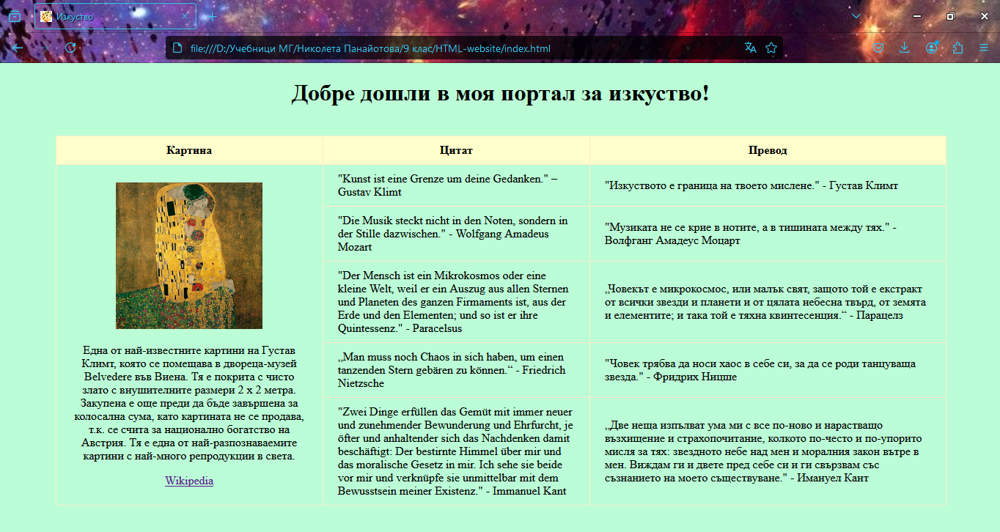 Изкуство
file:///D:/Учебници МГ/Николета Панайотова/9 клас/HTML-website/index.html
Добре дошли в моя портал за изкуство!
Картина
Цитат
Превод
Една от най-известните картини на Густав
Климт, която се помещава в двореца-музей
Belvedere във Виена. Тя е покрита с чисто
злато с внушителните размери 2 х 2 метра.
Закупена е още преди да бъде завършена за
колосална сума, като картината не се продава,
т.к. се счита за национално богатство на
Австрия. Тя е една от най-разпознаваемите
картини с най-много репродукции в света.
Wikipedia
"Kunst ist eine Grenze um deine Gedanken." –
Gustav Klimt
"Изкуството е граница на твоето мислене." - Густав Климт
"Die Musik steckt nicht in den Noten, sondern in
der Stille dazwischen." - Wolfgang Amadeus
Mozart
"Музиката не се крие в нотите, а в тишината между тях." -
Волфганг Амадеус Моцарт
"Der Mensch ist ein Mikrokosmos oder eine
kleine Welt, weil er ein Auszug aus allen Sternen
und Planeten des ganzen Firmaments ist, aus der
Erde und den Elementen; und so ist er ihre
Quintessenz." - Paracelsus
„Човекът е микрокосмос, или малък свят, защото той е екстракт
от всички звезди и планети и от цялата небесна твърд, от земята
и елементите; и така той е тяхна квинтесенция.“ - Парацелз
„Man muss noch Chaos in sich haben, um einen
tanzenden Stern gebären zu können.“ - Friedrich
Nietzsche
"Човек трябва да носи хаос в себе си, за да се роди танцуваща
звезда." - Фридрих Ницше
"Zwei Dinge erfüllen das Gemüt mit immer neuer
und zunehmender Bewunderung und Ehrfurcht, je
öfter und anhaltender sich das Nachdenken damit
beschäftigt: Der bestirnte Himmel über mir und
das moralische Gesetz in mir. Ich sehe sie beide
vor mir und verknüpfe sie unmittelbar mit dem
Bewusstsein meiner Existenz." - Immanuel Kant
„Две неща изпълват ума ми с все по-ново и нарастващо
възхищение и страхопочитание, колкото по-често и по-упорито
мисля за тях: звездното небе над мен и моралния закон вътре в
мен. Виждам ги и двете пред себе си и ги свързвам със
съзнанието на моето съществуване." - Имануел Кант